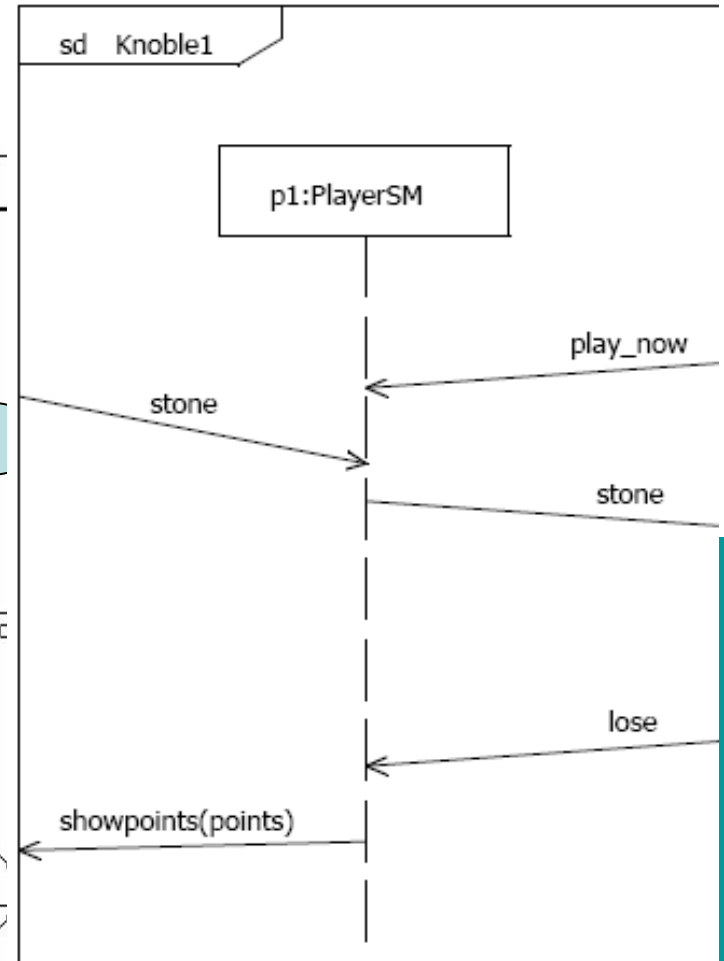 sd Knoble1
p1:PlayerSM
play_now
stone
stone
lose
showpoints(points)